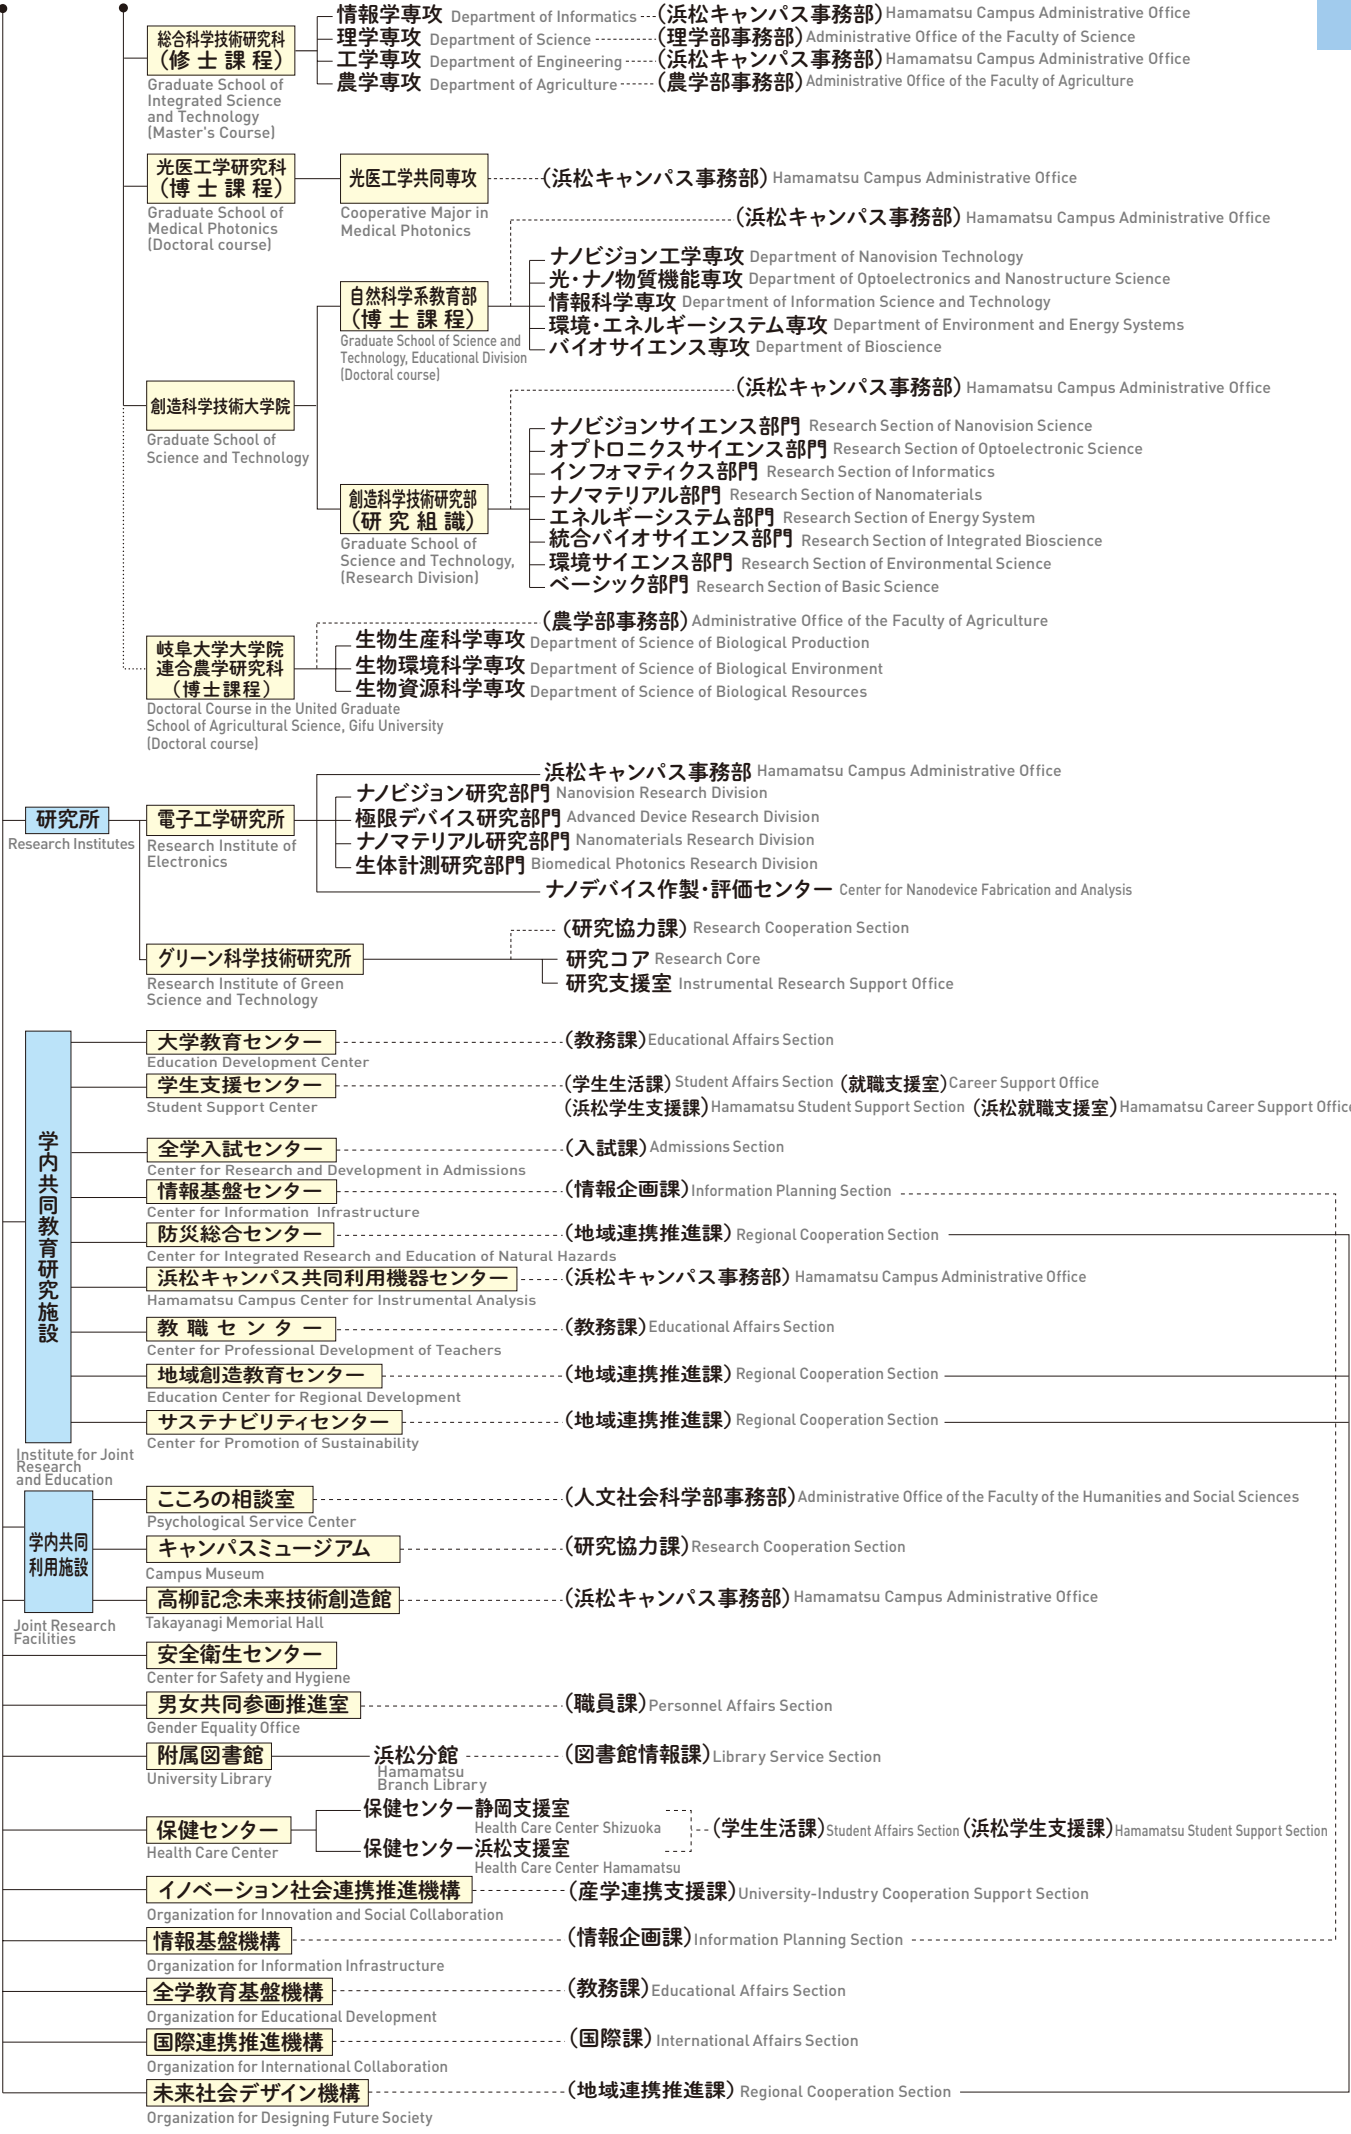 総合科学技術研究科
（修 士 課 程）
Graduate School of
Integrated Science
and Technology
(Master's Course)
情報学専攻 Department of Informatics （浜松キャンパス事務部） Hamamatsu Campus Administrative Office
理学専攻 Department of Science （理学部事務部） Administrative Office of the Faculty of Science
工学専攻 Department of Engineering （浜松キャンパス事務部） Hamamatsu Campus Administrative Office
農学専攻 Department of Agriculture （農学部事務部） Administrative Office of the Faculty of Agriculture
光医工学研究科
（博 士 課 程）
Graduate School of
Medical Photonics
(Doctoral course)
光医工学共同専攻
Cooperative Major in
Medical Photonics
（浜松キャンパス事務部） Hamamatsu Campus Administrative Office
創造科学技術大学院
Graduate School of
Science and Technology
自然科学系教育部
（博 士 課 程）
Graduate School of Science and
Technology, Educational Division
(Doctoral course)
（浜松キャンパス事務部） Hamamatsu Campus Administrative Office
ナノビジョン工学専攻 Department of Nanovision Technology
光・ナノ物質機能専攻 Department of Optoelectronics and Nanostructure Science
情報科学専攻 Department of Information Science and Technology
環境・エネルギーシステム専攻 Department of Environment and Energy Systems
バイオサイエンス専攻 Department of Bioscience
創造科学技術研究部
（研 究 組 織）
Graduate School of
Science and Technology,
(Research Division)
（浜松キャンパス事務部） Hamamatsu Campus Administrative Office
ナノビジョンサイエンス部門 Research Section of Nanovision Science
オプトロニクスサイエンス部門 Research Section of Optoelectronic Science
インフォマティクス部門 Research Section of Informatics
ナノマテリアル部門 Research Section of Nanomaterials
エネルギーシステム部門 Research Section of Energy System
統合バイオサイエンス部門 Research Section of Integrated Bioscience
環境サイエンス部門 Research Section of Environmental Science
ベーシック部門 Research Section of Basic Science
岐阜大学大学院
連合農学研究科
（博士課程）
Doctoral Course in the United Graduate
School of Agricultural Science, Gifu University
(Doctoral course)
（農学部事務部） Administrative Office of the Faculty of Agriculture
生物生産科学専攻 Department of Science of Biological Production
生物環境科学専攻 Department of Science of Biological Environment
生物資源科学専攻 Department of Science of Biological Resources
研究所
Research Institutes
電子工学研究所
Research Institute of
Electronics
浜松キャンパス事務部 Hamamatsu Campus Administrative Office
ナノビジョン研究部門 Nanovision Research Division
極限デバイス研究部門 Advanced Device Research Division
ナノマテリアル研究部門 Nanomaterials Research Division
生体計測研究部門 Biomedical Photonics Research Division
ナノデバイス作製・評価センター Center for Nanodevice Fabrication and Analysis
グリーン科学技術研究所
Research Institute of Green
Science and Technology
（研究協力課） Research Cooperation Section
研究コア Research Core
研究支援室 Instrumental Research Support Office
学内共同教育研究施設
Institute for Joint
Research
and Education
大学教育センター （教務課） Educational Affairs Section
Education Development Center
学生支援センター （学生生活課） Student Affairs Section （就職支援室） Career Support Office
Student Support Center （浜松学生支援課） Hamamatsu Student Support Section （浜松就職支援室） Hamamatsu Career Support Office
全学入試センター （入試課） Admissions Section
Center for Research and Development in Admissions
情報基盤センター （情報企画課） Information Planning Section
Center for Information Infrastructure
防災総合センター （地域連携推進課） Regional Cooperation Section
Center for Integrated Research and Education of Natural Hazards
浜松キャンパス共同利用機器センター （浜松キャンパス事務部） Hamamatsu Campus Administrative Office
Hamamatsu Campus Center for Instrumental Analysis
教 職 セ ン タ ー （教務課） Educational Affairs Section
Center for Professional Development of Teachers
地域創造教育センター （地域連携推進課） Regional Cooperation Section
Education Center for Regional Development
サステナビリティセンター （地域連携推進課） Regional Cooperation Section
Center for Promotion of Sustainability
学内共同
利用施設
Joint Research
Facilities
こころの相談室 （人文社会科学部事務部） Administrative Office of the Faculty of the Humanities and Social Sciences
Psychological Service Center
キャンパスミュージアム （研究協力課） Research Cooperation Section
Campus Museum
高柳記念未来技術創造館 （浜松キャンパス事務部） Hamamatsu Campus Administrative Office
Takayanagi Memorial Hall
安全衛生センター
Center for Safety and Hygiene
男女共同参画推進室 （職員課） Personnel Affairs Section
Gender Equality Office
附属図書館 浜松分館 （図書館情報課） Library Service Section
University Library
Hamamatsu
Branch Library
保健センター
Health Care Center
保健センター静岡支援室
Health Care Center Shizuoka
保健センター浜松支援室
Health Care Center Hamamatsu
（学生生活課） Student Affairs Section （浜松学生支援課） Hamamatsu Student Support Section
イノベーション社会連携推進機構 （産学連携支援課） University-Industry Cooperation Support Section
Organization for Innovation and Social Collaboration
情報基盤機構 （情報企画課） Information Planning Section
Organization for Information Infrastructure
全学教育基盤機構 （教務課） Educational Affairs Section
Organization for Educational Development
国際連携推進機構 （国際課） International Affairs Section
Organization for International Collaboration
未来社会デザイン機構 （地域連携推進課） Regional Cooperation Section
Organization for Designing Future Society